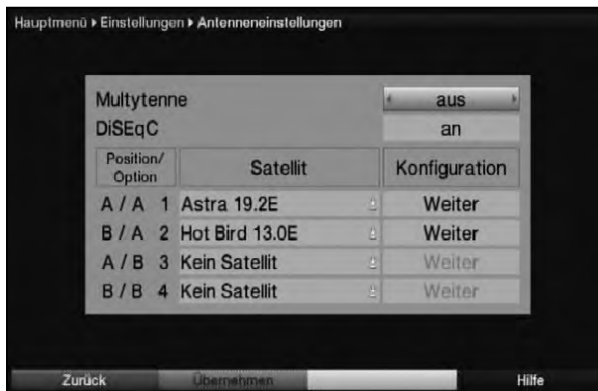 Hauptmenü ▸ Einstellungen ▸ Antenneneinstellungen
Multytenne aus
DiSEqC an
Position/ Option Satellit Konfiguration
A / A 1 Astra 19.2E Weiter
B / A 2 Hot Bird 13.0E Weiter
A / B 3 Kein Satellit Weiter
B / B 4 Kein Satellit Weiter
Zurück Übernehmen Hilfe